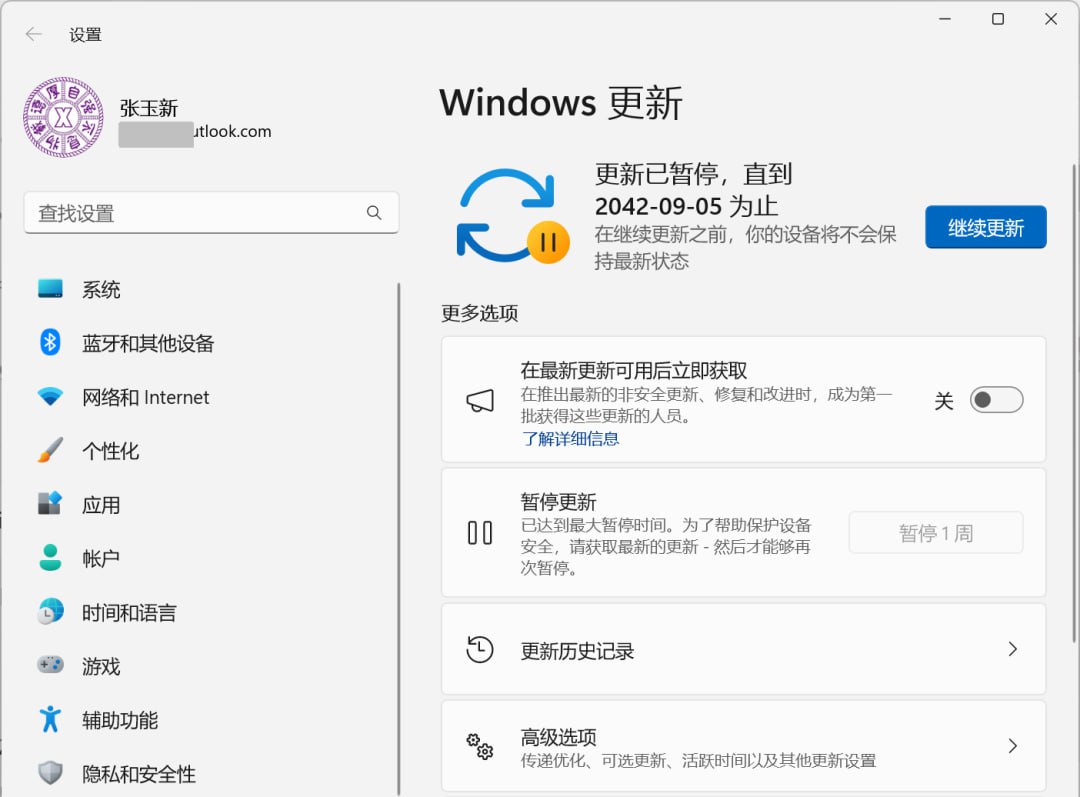 设置
张玉新
utlook.com
查找设置
系统
蓝牙和其他设备
网络和 Internet
个性化
应用
帐户
时间和语言
游戏
辅助功能
隐私和安全性
Windows 更新
更新已暂停，直到
2042-09-05 为止
在继续更新之前，你的设备将不会保
持最新状态
继续更新
更多选项
在最新更新可用后立即获取
在推出最新的非安全更新、修复和改进时，成为第一
批获得这些更新的人员。
了解详细信息
关
暂停更新
已达到最大暂停时间。为了帮助保护设备
安全，请获取最新的更新 - 然后才能够再
次暂停。
暂停 1 周
更新历史记录
高级选项
传递优化、可选更新、活跃时间以及其他更新设置